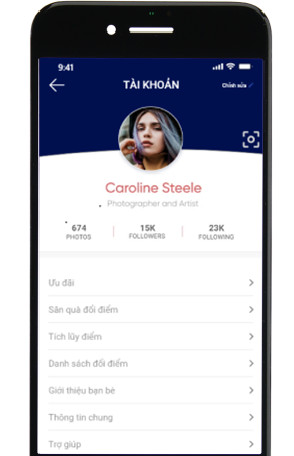 9:41
TÀI KHOẢN
Chỉnh sửa
Caroline Steele
Photographer and Artist
674 15K 23K
PHOTOS FOLLOWERS FOLLOWING
Ưu đãi
Săn quà đổi điểm
Tích lũy điểm
Danh sách đổi điểm
Giới thiệu bạn bè
Thông tin chung
Trợ giúp